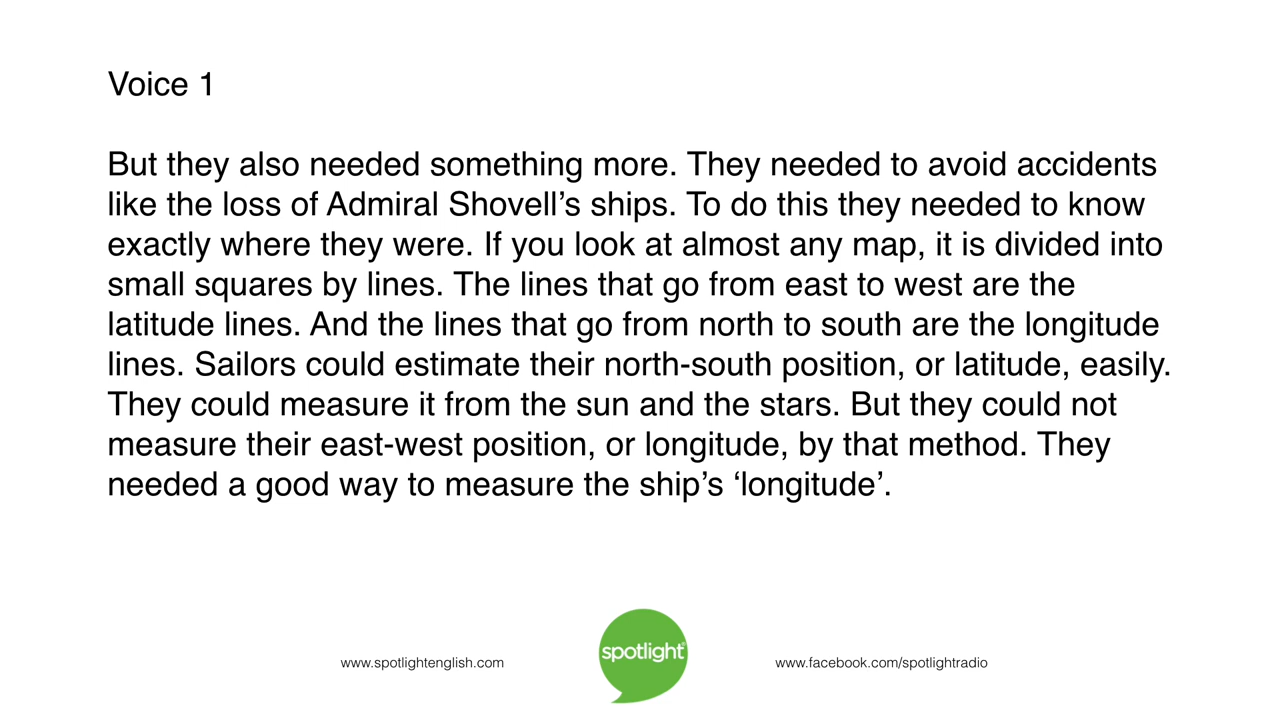 Voice 1
But they also needed something more. They needed to avoid accidents
like the loss of Admiral Shovell’s ships. To do this they needed to know
exactly where they were. If you look at almost any map, it is divided into
small squares by lines. The lines that go from east to west are the
latitude lines. And the lines that go from north to south are the longitude
lines. Sailors could estimate their north-south position, or latitude, easily.
They could measure it from the sun and the stars. But they could not
measure their east-west position, or longitude, by that method. They
needed a good way to measure the ship’s ‘longitude’.
www.spotlightenglish.com
spotlight®
www.facebook.com/spotlightradio